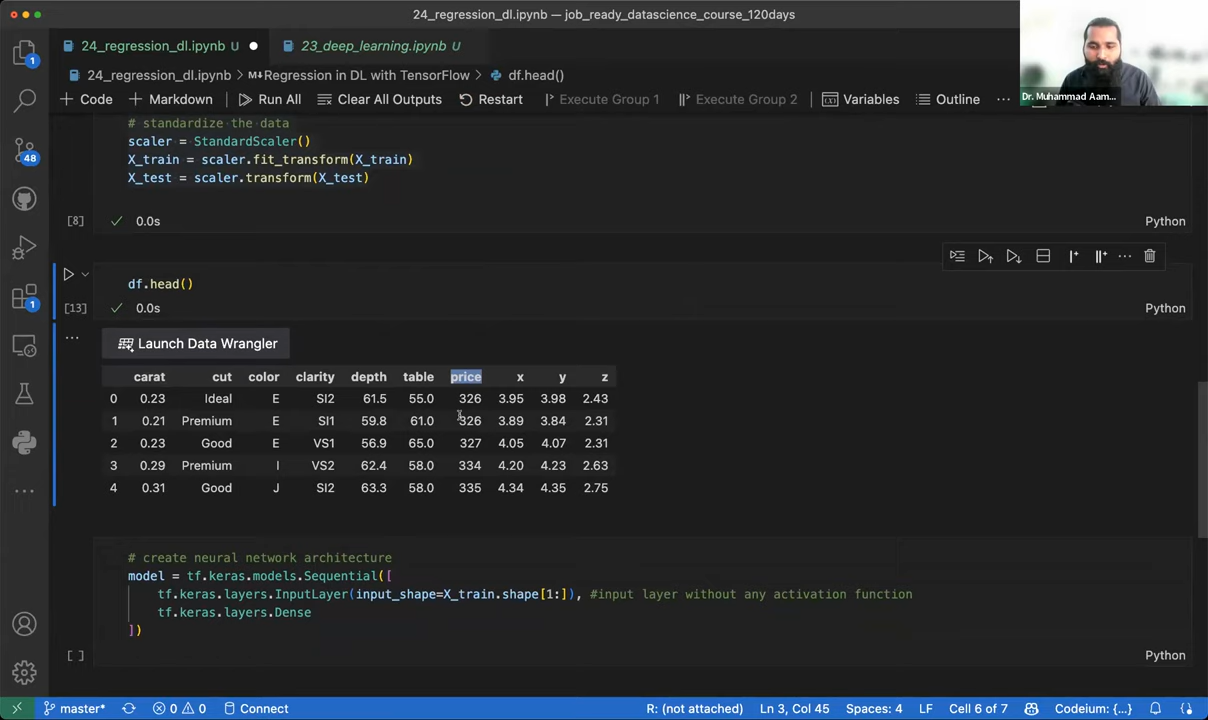 24_regression_dl.ipynb — job_ready_datascience_course_120days
24_regression_dl.ipynb U 23_deep_learning.ipynb U
24_regression_dl.ipynb > M↓Regression in DL with TensorFlow > df.head()
+ Code + Markdown Run All Clear All Outputs Restart Execute Group 1 Execute Group 2 Variables Outline ...
Dr. Muhammad Aam...
# standardize the data
scaler = StandardScaler()
X_train = scaler.fit_transform(X_train)
X_test = scaler.transform(X_test)
[8] 0.0s Python
df.head()
[13] 0.0s Python
Launch Data Wrangler
carat cut color clarity depth table price x y z
0 0.23 Ideal E SI2 61.5 55.0 326 3.95 3.98 2.43
1 0.21 Premium E SI1 59.8 61.0 326 3.89 3.84 2.31
2 0.23 Good E VS1 56.9 65.0 327 4.05 4.07 2.31
3 0.29 Premium I VS2 62.4 58.0 334 4.20 4.23 2.63
4 0.31 Good J SI2 63.3 58.0 335 4.34 4.35 2.75
# create neural network architecture
model = tf.keras.models.Sequential([
tf.keras.layers.InputLayer(input_shape=X_train.shape[1:]), #input layer without any activation function
tf.keras.layers.Dense
])
[ ] Python
1
48
1
master* 0 0 Connect R: (not attached) Ln 3, Col 45 Spaces: 4 LF Cell 6 of 7 Codeium: {...}